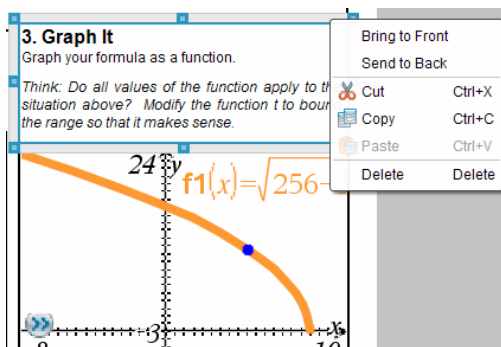 3. Graph It
Graph your formula as a function.
Think: Do all values of the function apply to
situation above? Modify the function t to
the range so that it makes sense.
Bring to Front
Send to Back
Cut Ctrl+X
Copy Ctrl+C
Paste Ctrl+V
Delete Delete
24 y
f1(x)=√256-
-3
x
-8
10